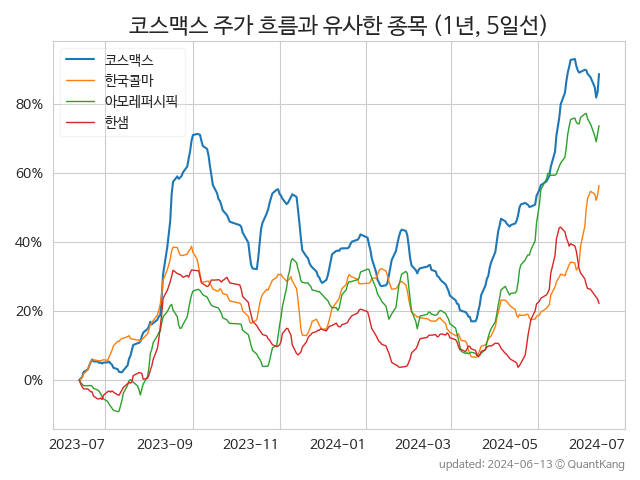 코스맥스 주가 흐름과 유사한 종목 (1년, 5일선)
코스맥스
한국콜마
아모레퍼시픽
한샘
80%
60%
40%
20%
0%
2023-07 2023-09 2023-11 2024-01 2024-03 2024-05 2024-07
updated: 2024-06-13 ⓒ QuantKang